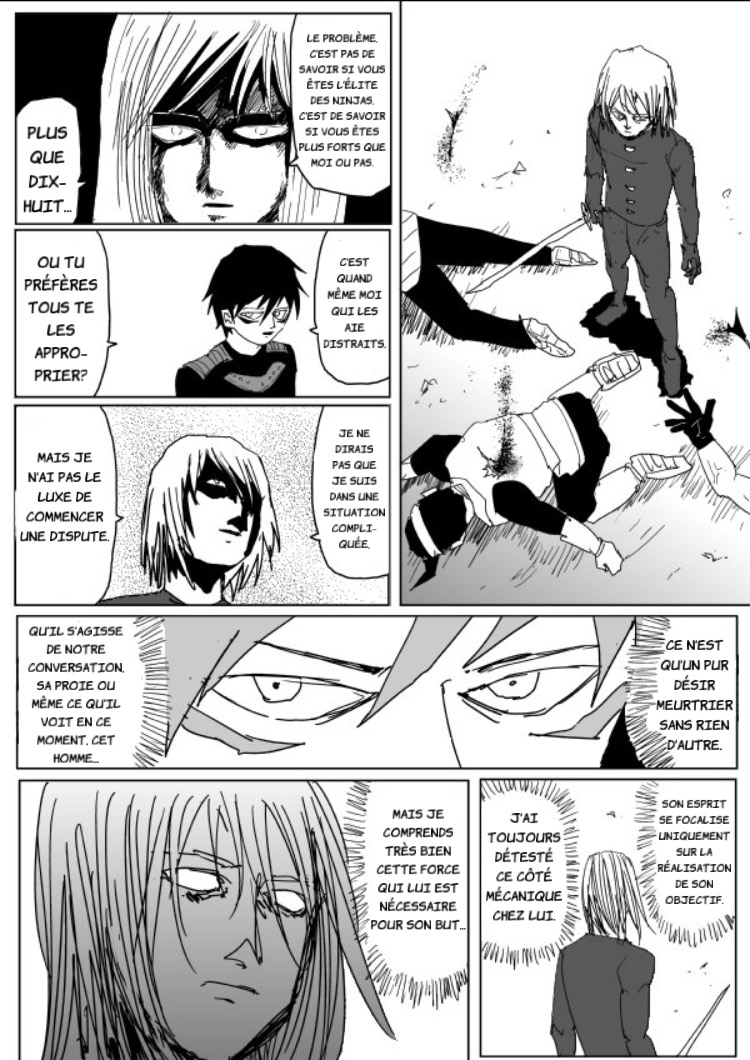 LE PROBLÈME,
C'EST PAS DE
SAVOIR SI VOUS
ÊTES L'ÉLITE
DES NINJAS,
C'EST DE SAVOIR
SI VOUS ÊTES
PLUS FORTS QUE
MOI OU PAS.
PLUS
QUE
DIX-
HUIT...
C'EST
QUAND
MÊME MOI
QUI LES
AIE
DISTRAITS.
OU TU
PRÉFÈRES
TOUS TE
LES
APPRO-
PRIER?
JE NE
DIRAIS
PAS QUE
JE SUIS
DANS UNE
SITUATION
COMPLI-
QUÉE,
MAIS JE
N'AI PAS LE
LUXE DE
COMMENCER
UNE DISPUTE.
CE N'EST
QU'UN PUR
DÉSIR
MEURTRIER
SANS RIEN
D'AUTRE.
QU'IL S'AGISSE
DE NOTRE
CONVERSATION,
SA PROIE OU
MÊME CE QU'IL
VOIT EN CE
MOMENT, CET
HOMME...
SON ESPRIT
SE FOCALISE
UNIQUEMENT
SUR LA
RÉALISATION
DE SON
OBJECTIF.
J'AI
TOUJOURS
DÉTESTÉ
CE CÔTÉ
MÉCANIQUE
CHEZ LUI.
MAIS JE
COMPRENDS
TRÈS BIEN
CETTE FORCE
QUI LUI EST
NÉCESSAIRE
POUR SON BUT...